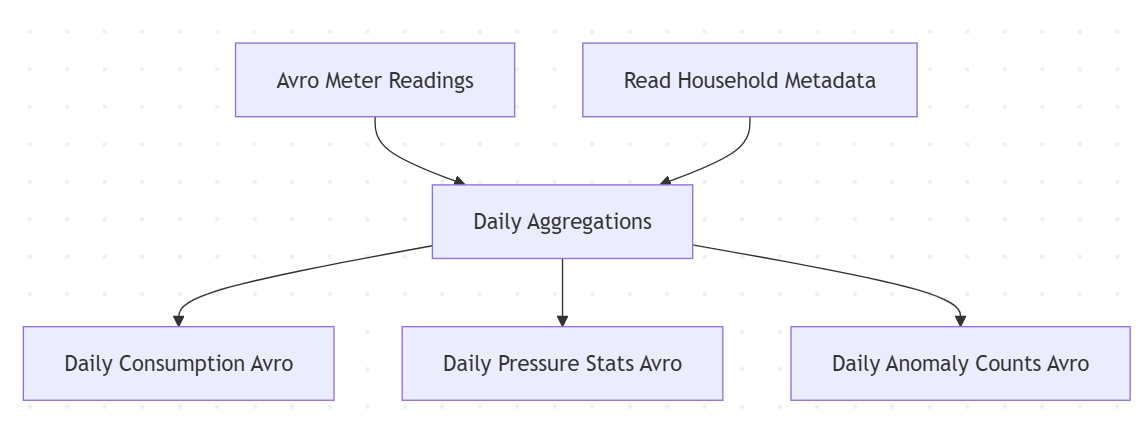 Avro Meter Readings
Read Household Metadata
Daily Aggregations
Daily Consumption Avro
Daily Pressure Stats Avro
Daily Anomaly Counts Avro